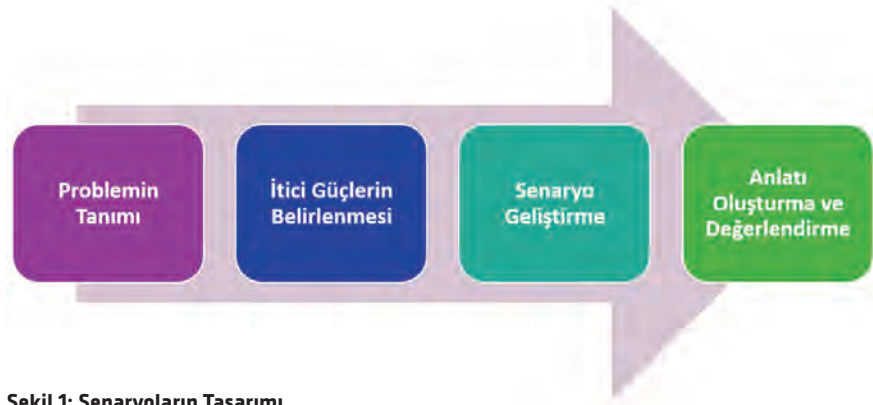 Problemin
Tanımı
İtici Güçlerin
Belirlenmesi
Senaryo
Geliştirme
Anlatı
Oluşturma ve
Değerlendirme
Şekil 1: Senaryoların Tasarımı